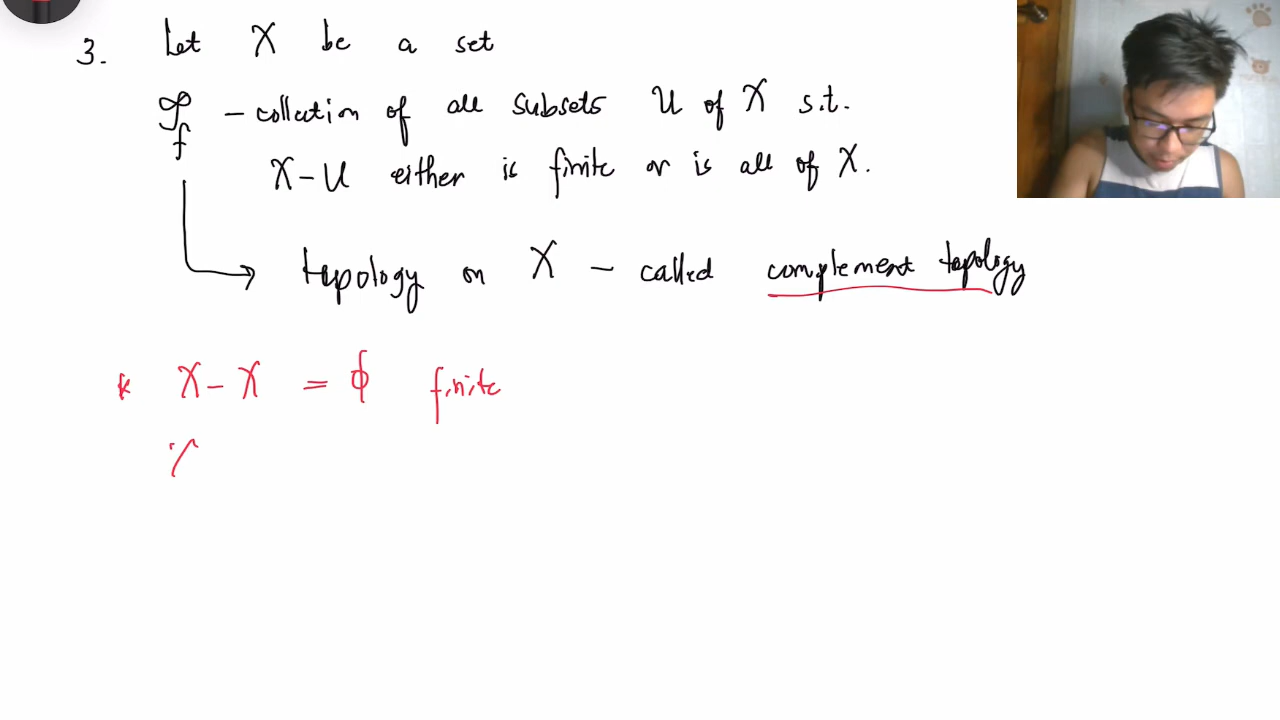 3. Let X be a set
𝒯f – collection of all subsets U of X s.t.
X – U either is finite or is all of X.
topology on X – called complement topology
* X – X = ϕ finite